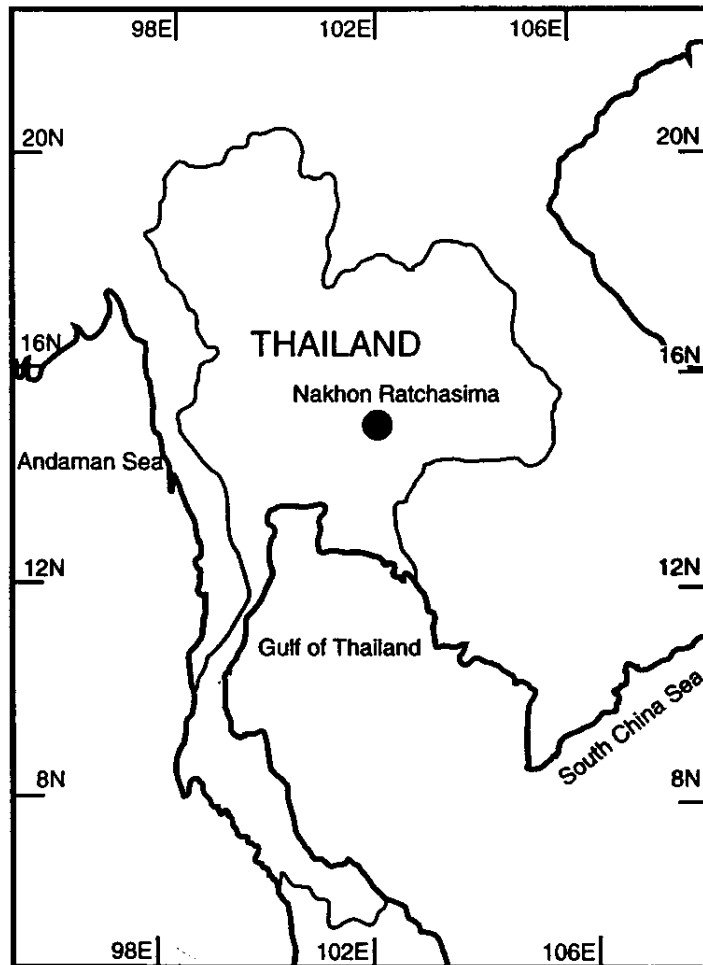 98E 102E 106E
20N 20N
16N 16N
THAILAND
Nakhon Ratchasima
Andaman Sea
12N 12N
Gulf of Thailand
South China Sea
8N 8N
98E 102E 106E